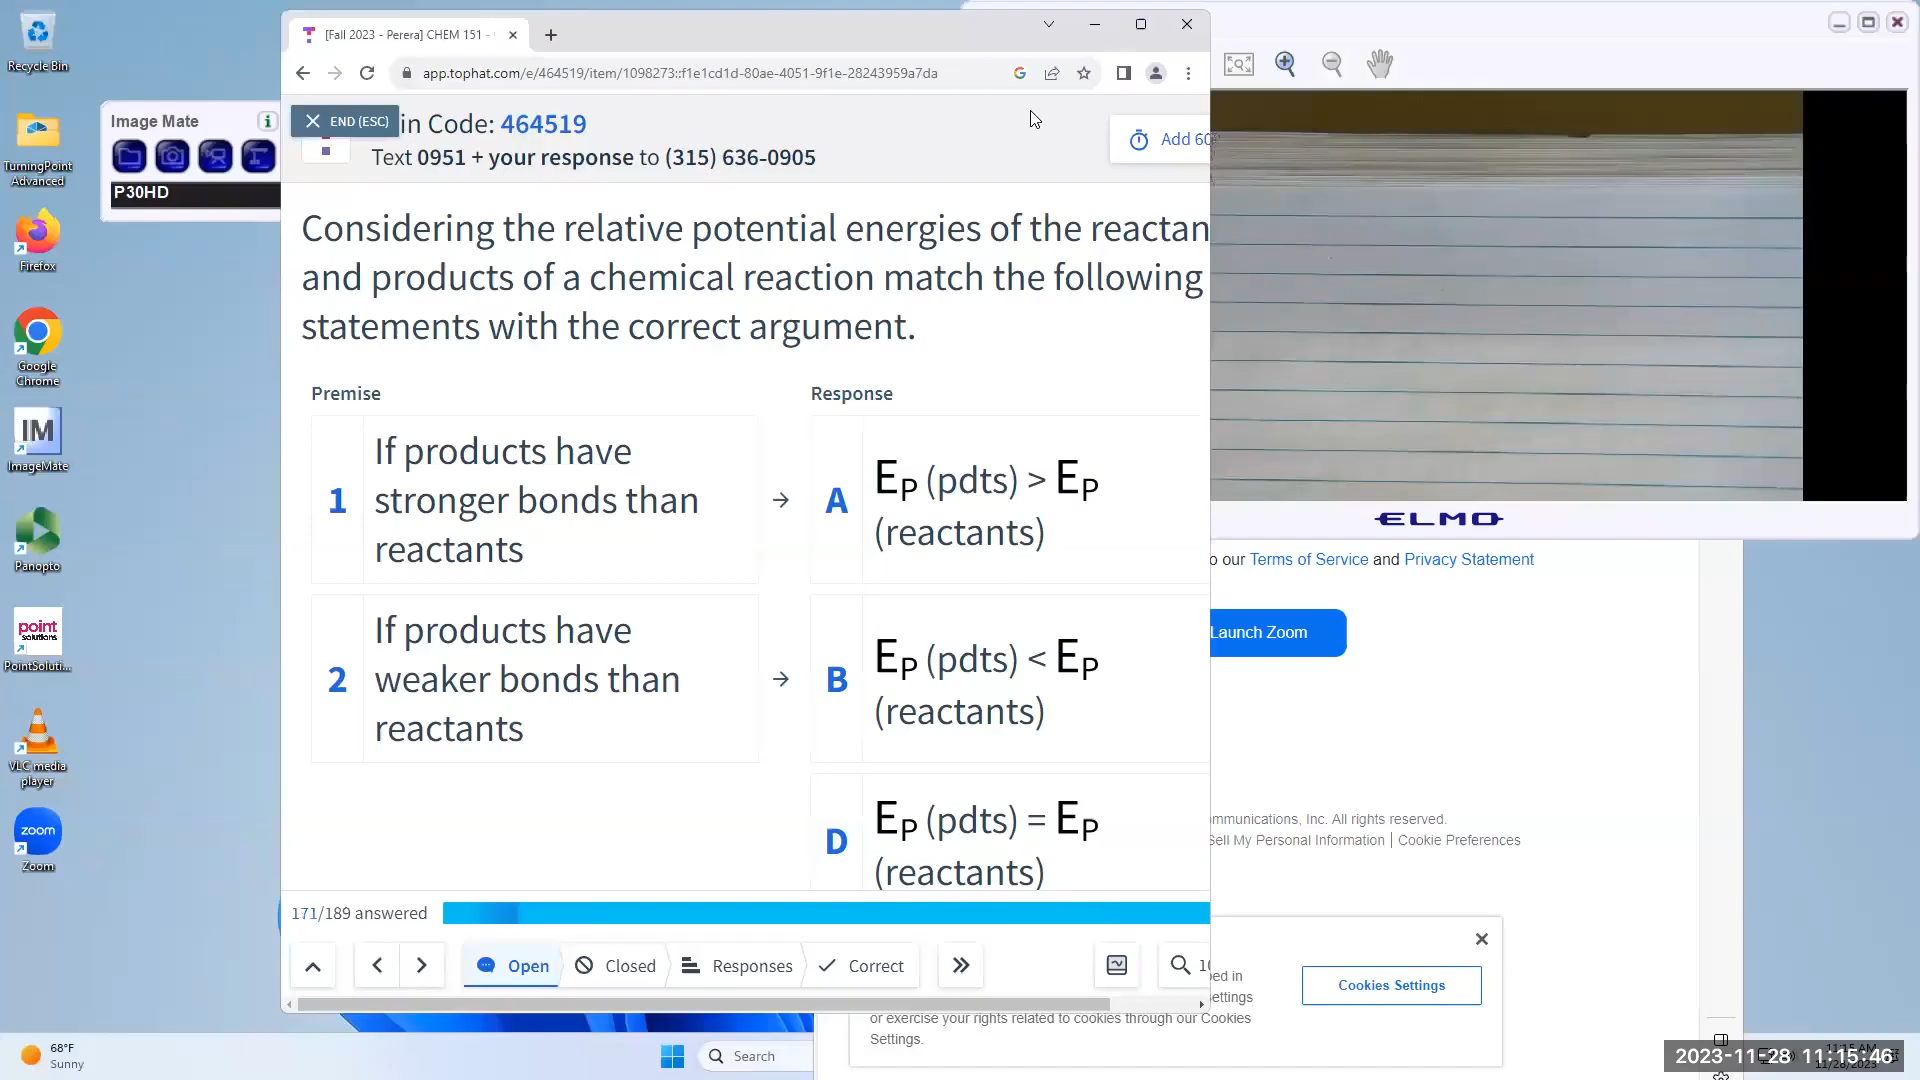 Recycle Bin
TurningPoint
Advanced
Firefox
Google
Chrome
IM
ImageMate
Panopto
point
solutions
PointSoluti...
VLC media
player
zoom
Zoom
Image Mate
P30HD
[Fall 2023 - Perera] CHEM 151 -
app.tophat.com/e/464519/item/1098273::f1e1cd1d-80ae-4051-9f1e-28243959a7da
END (ESC)
in Code: 464519
Text 0951 + your response to (315) 636-0905
Add 60
Considering the relative potential energies of the reactan
and products of a chemical reaction match the following
statements with the correct argument.
Premise
Response
1
If products have
stronger bonds than
reactants
→
A
EP (pdts) > EP
(reactants)
2
If products have
weaker bonds than
reactants
→
B
EP (pdts) < EP
(reactants)
D
EP (pdts) = EP
(reactants)
171/189 answered
Open
Closed
Responses
Correct
ELMO
o our Terms of Service and Privacy Statement
Launch Zoom
mmunications, Inc. All rights reserved.
Sell My Personal Information | Cookie Preferences
ped in
ettings
or exercise your rights related to cookies through our Cookies
Settings.
Cookies Settings
68°F
Sunny
Search
2023-11-28 11:15:46